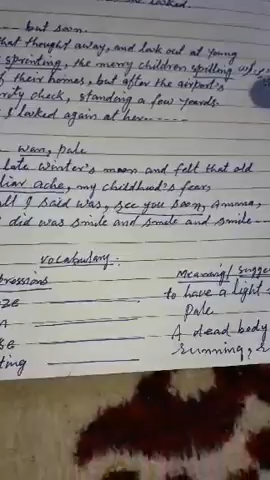 looked.
but soon.
that thought away, and look out at young
sprinting, the merry children spilling out
their homes, but after the airport's
check, standing a few yards
I looked again at her
wan, pale
late winter's moon and felt that old
ache, my childhood's fear,
all I said was, see you soon, Amma,
did was smile and smile and smile
Vocabulary:
Meaning/
to have a light
pale
A dead body
running,